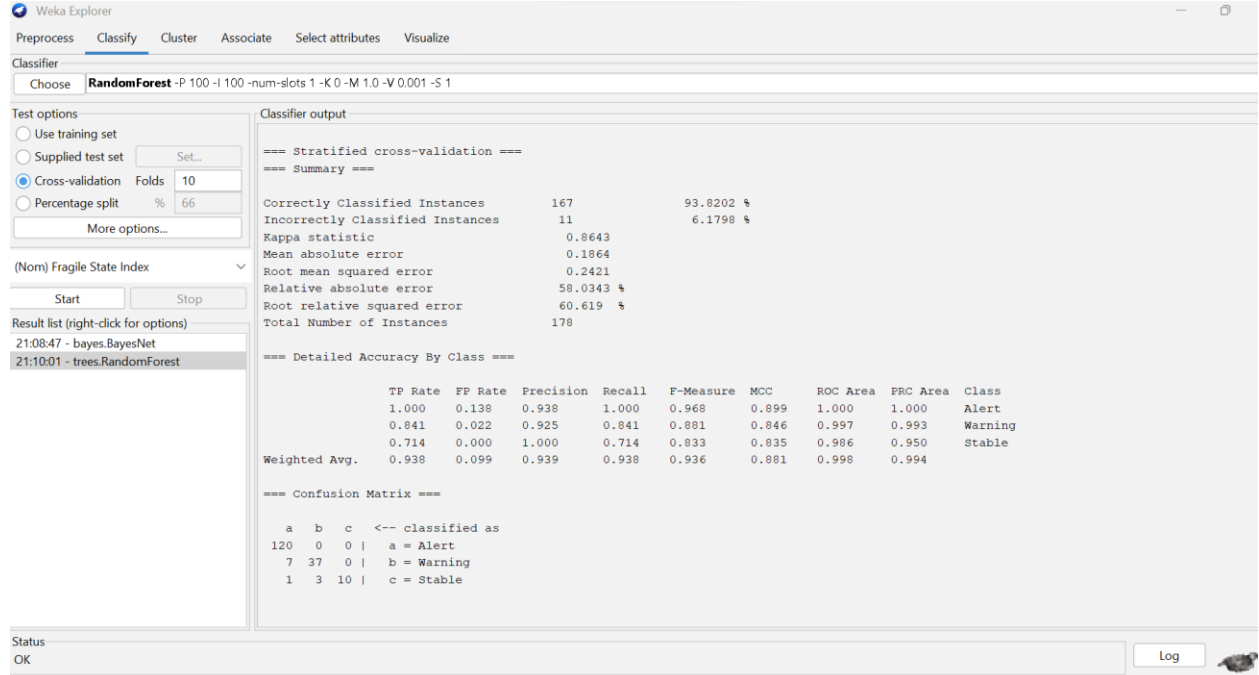 Weka Explorer
Preprocess Classify Cluster Associate Select attributes Visualize
Classifier
Choose RandomForest -P 100 -I 100 -num-slots 1 -K 0 -M 1.0 -V 0.001 -S 1
Test options
Use training set
Supplied test set Set...
Cross-validation Folds 10
Percentage split % 66
More options...
(Nom) Fragile State Index
Start Stop
Result list (right-click for options)
21:08:47 - bayes.BayesNet
21:10:01 - trees.RandomForest
Classifier output
=== Stratified cross-validation ===
=== Summary ===
Correctly Classified Instances 167 93.8202 %
Incorrectly Classified Instances 11 6.1798 %
Kappa statistic 0.8643
Mean absolute error 0.1864
Root mean squared error 0.2421
Relative absolute error 58.0343 %
Root relative squared error 60.619 %
Total Number of Instances 178
=== Detailed Accuracy By Class ===
TP Rate FP Rate Precision Recall F-Measure MCC ROC Area PRC Area Class
1.000 0.138 0.938 1.000 0.968 0.899 1.000 1.000 Alert
0.841 0.022 0.925 0.841 0.881 0.846 0.997 0.993 Warning
0.714 0.000 1.000 0.714 0.833 0.835 0.986 0.950 Stable
Weighted Avg. 0.938 0.099 0.939 0.938 0.936 0.881 0.998 0.994
=== Confusion Matrix ===
a b c <-- classified as
120 0 0 | a = Alert
7 37 0 | b = Warning
1 3 10 | c = Stable
Status
OK
Log